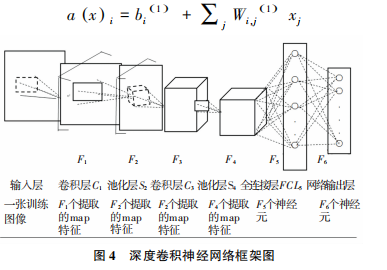 a(x)ᵢ = bᵢ⁽¹⁾ + ∑ⱼ Wᵢ,ⱼ⁽¹⁾ xⱼ
F₁ F₂ F₃ F₄ F₅ F₆
输入层 卷积层C₁ 池化层S₂ 卷积层C₃ 池化层S₄ 全连接层FCL₅ 网络输出层
一张训练 F₁个提取 F₂个提取 F₂个提取 F₄个提取 F₅个神经 F₆个神经
图像 的map 的map 的map 的map 元 元
特征 特征 特征 特征
图 4 深度卷积神经网络框架图